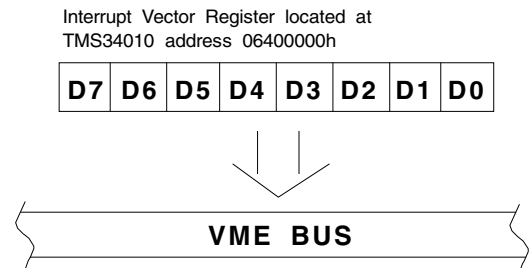 Interrupt Vector Register located at
TMS34010 address 06400000h
D7 D6 D5 D4 D3 D2 D1 D0
VME BUS